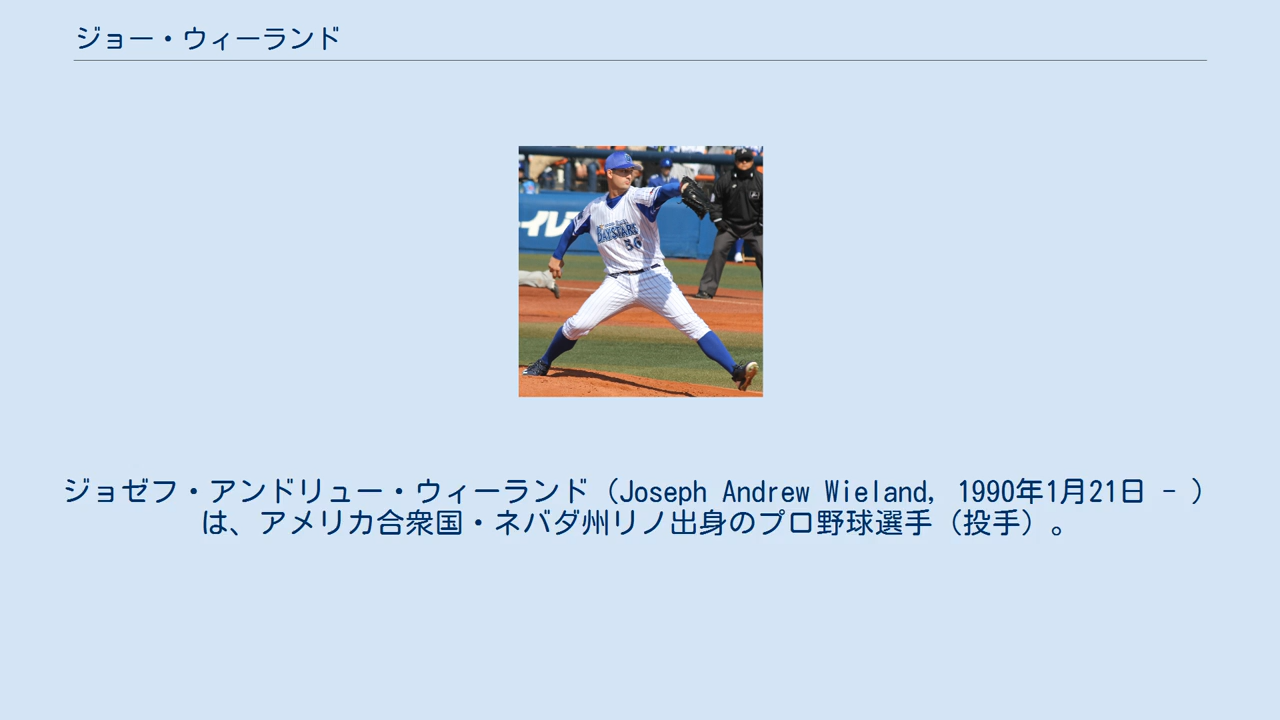 ジョー・ウィーランド
BAYSTARS
56
ジョゼフ・アンドリュー・ウィーランド（Joseph Andrew Wieland, 1990年1月21日 - ）
は、アメリカ合衆国・ネバダ州リノ出身のプロ野球選手（投手）。